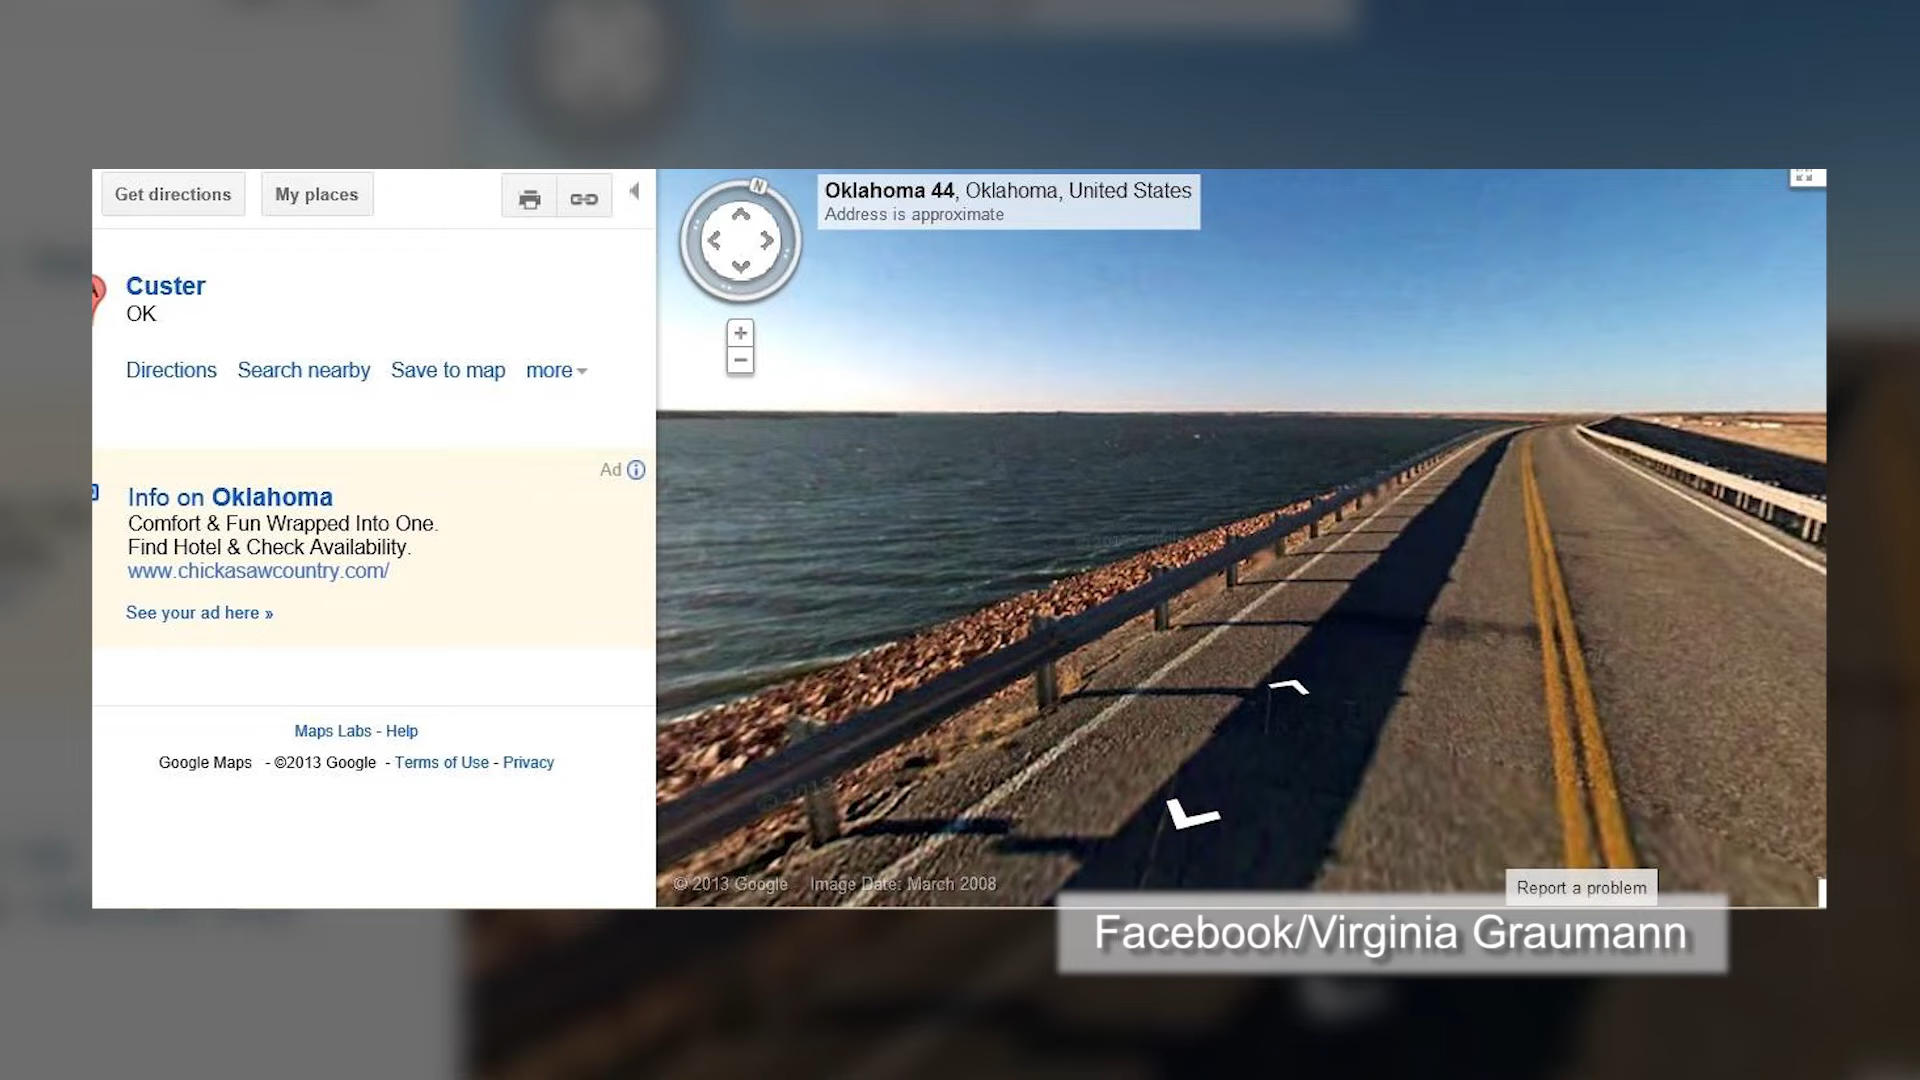 Get directions
My places
N
Oklahoma 44, Oklahoma, United States
Address is approximate
A
Custer
OK
Directions Search nearby Save to map more
+
−
Ad
Info on Oklahoma
Comfort & Fun Wrapped Into One.
Find Hotel & Check Availability.
www.chickasawcountry.com/
See your ad here »
Maps Labs - Help
Google Maps - ©2013 Google - Terms of Use - Privacy
© 2013 Google Image Date: March 2008
Report a problem
Facebook/Virginia Graumann